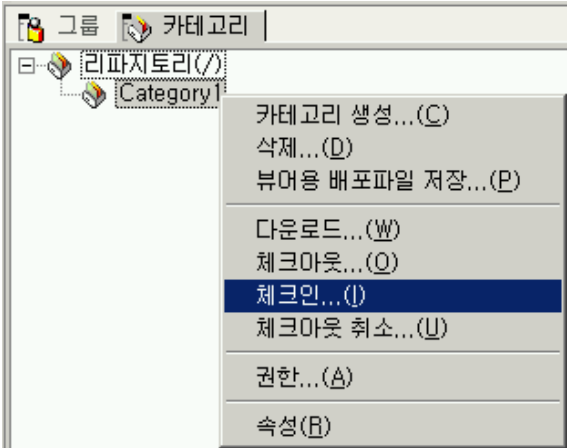 그룹 카테고리
리파지토리(/)
Category1
카테고리 생성...(C)
삭제...(D)
뷰어용 배포파일 저장...(P)
다운로드...(W)
체크아웃...(O)
체크인...(I)
체크아웃 취소...(U)
권한...(A)
속성(R)